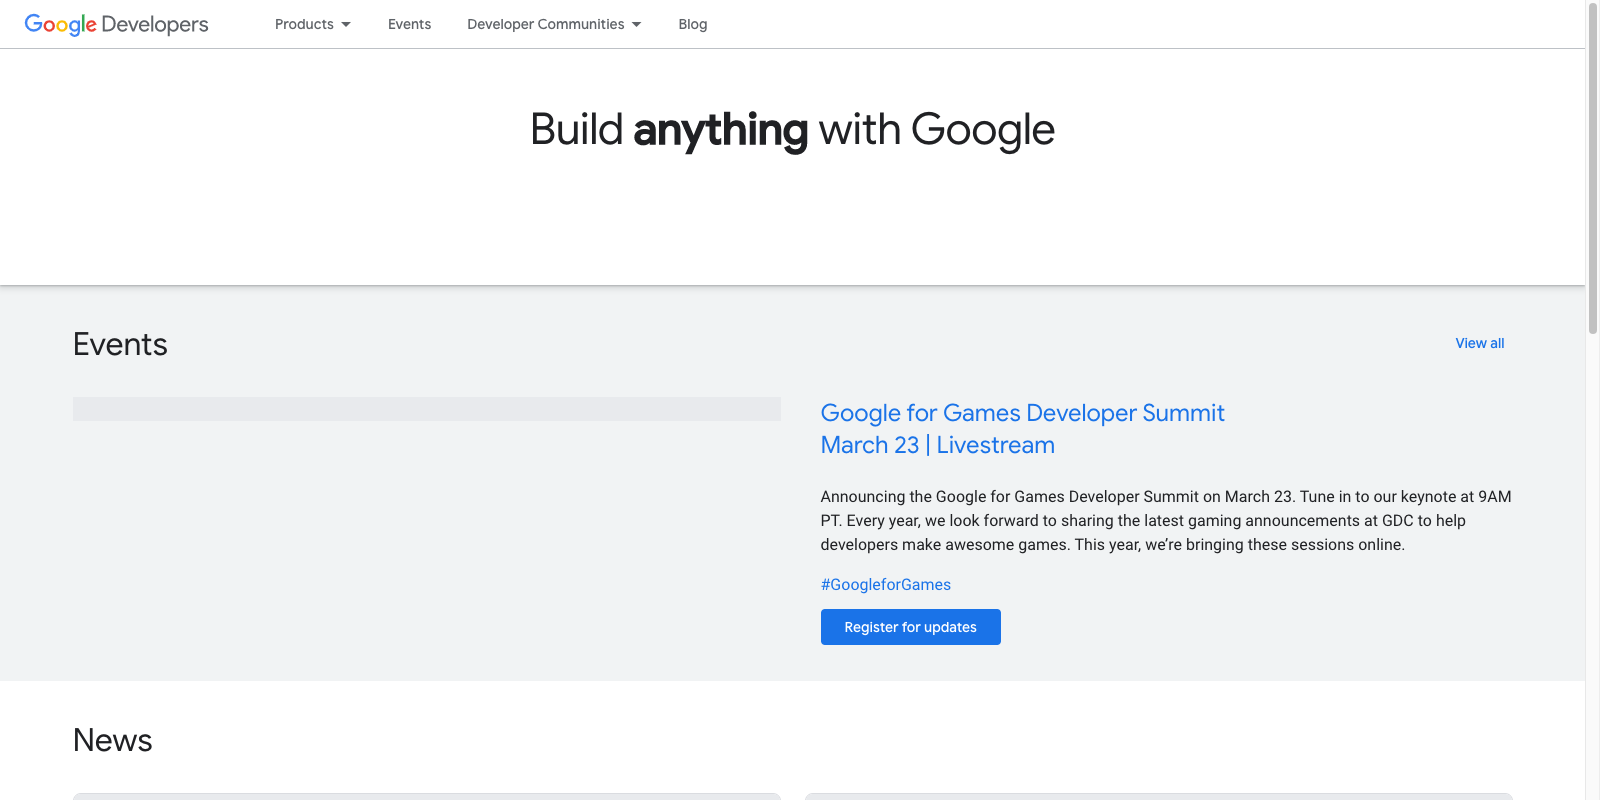 Google Developers
Products
Events
Developer Communities
Blog
Build anything with Google
Events
View all
Google for Games Developer Summit
March 23 | Livestream
Announcing the Google for Games Developer Summit on March 23. Tune in to our keynote at 9AM
PT. Every year, we look forward to sharing the latest gaming announcements at GDC to help
developers make awesome games. This year, we’re bringing these sessions online.
#GoogleforGames
Register for updates
News